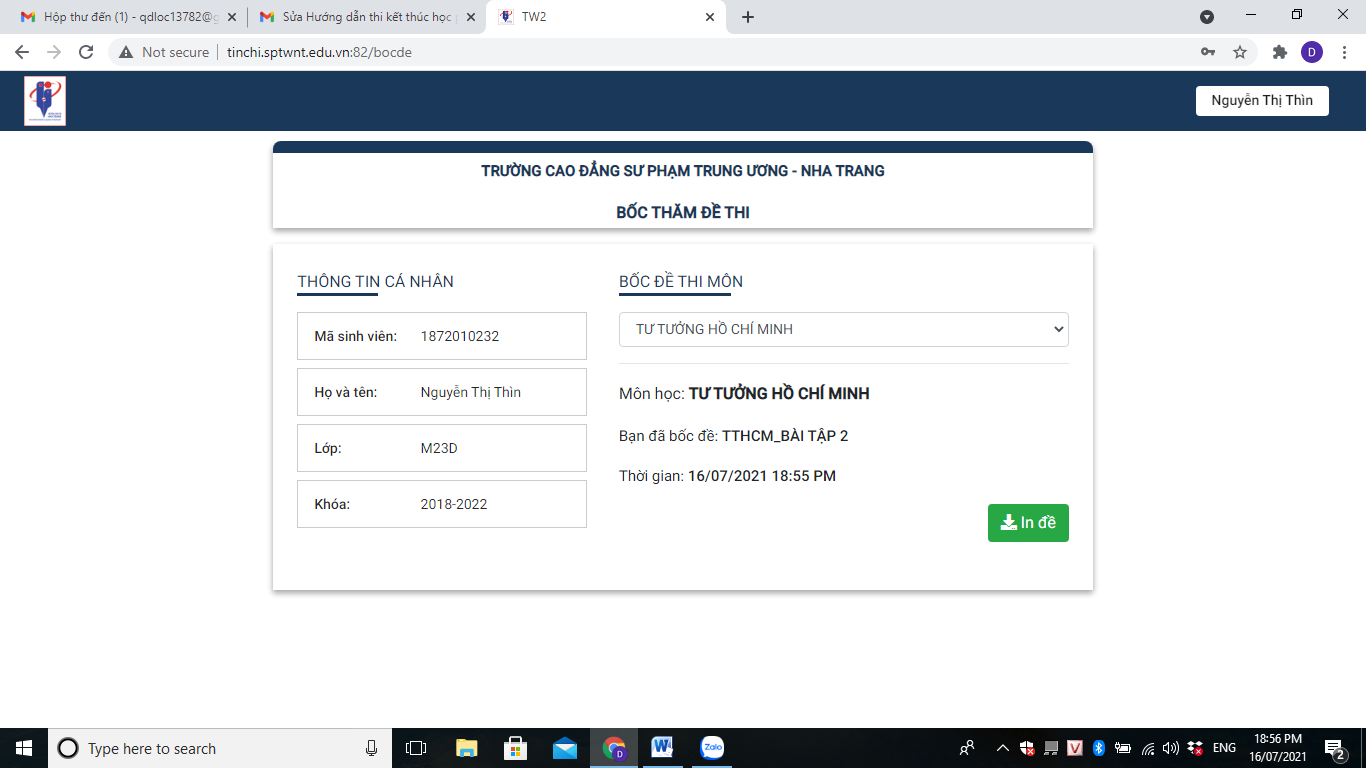 Hộp thư đến (1) - qdloc13782@g
Sửa Hướng dẫn thi kết thúc học
TW2
Not secure
tinchi.sptwnt.edu.vn:82/bocde
D
Nguyễn Thị Thìn
TRƯỜNG CAO ĐẲNG SƯ PHẠM TRUNG ƯƠNG - NHA TRANG
BỐC THĂM ĐỀ THI
THÔNG TIN CÁ NHÂN
Mã sinh viên: 1872010232
Họ và tên: Nguyễn Thị Thìn
Lớp: M23D
Khóa: 2018-2022
BỐC ĐỀ THI MÔN
TƯ TƯỞNG HỒ CHÍ MINH
Môn học: TƯ TƯỞNG HỒ CHÍ MINH
Bạn đã bốc đề: TTHCM_BÀI TẬP 2
Thời gian: 16/07/2021 18:55 PM
In đề
Type here to search
D
W
Zalo
V
ENG
18:56 PM
16/07/2021
2